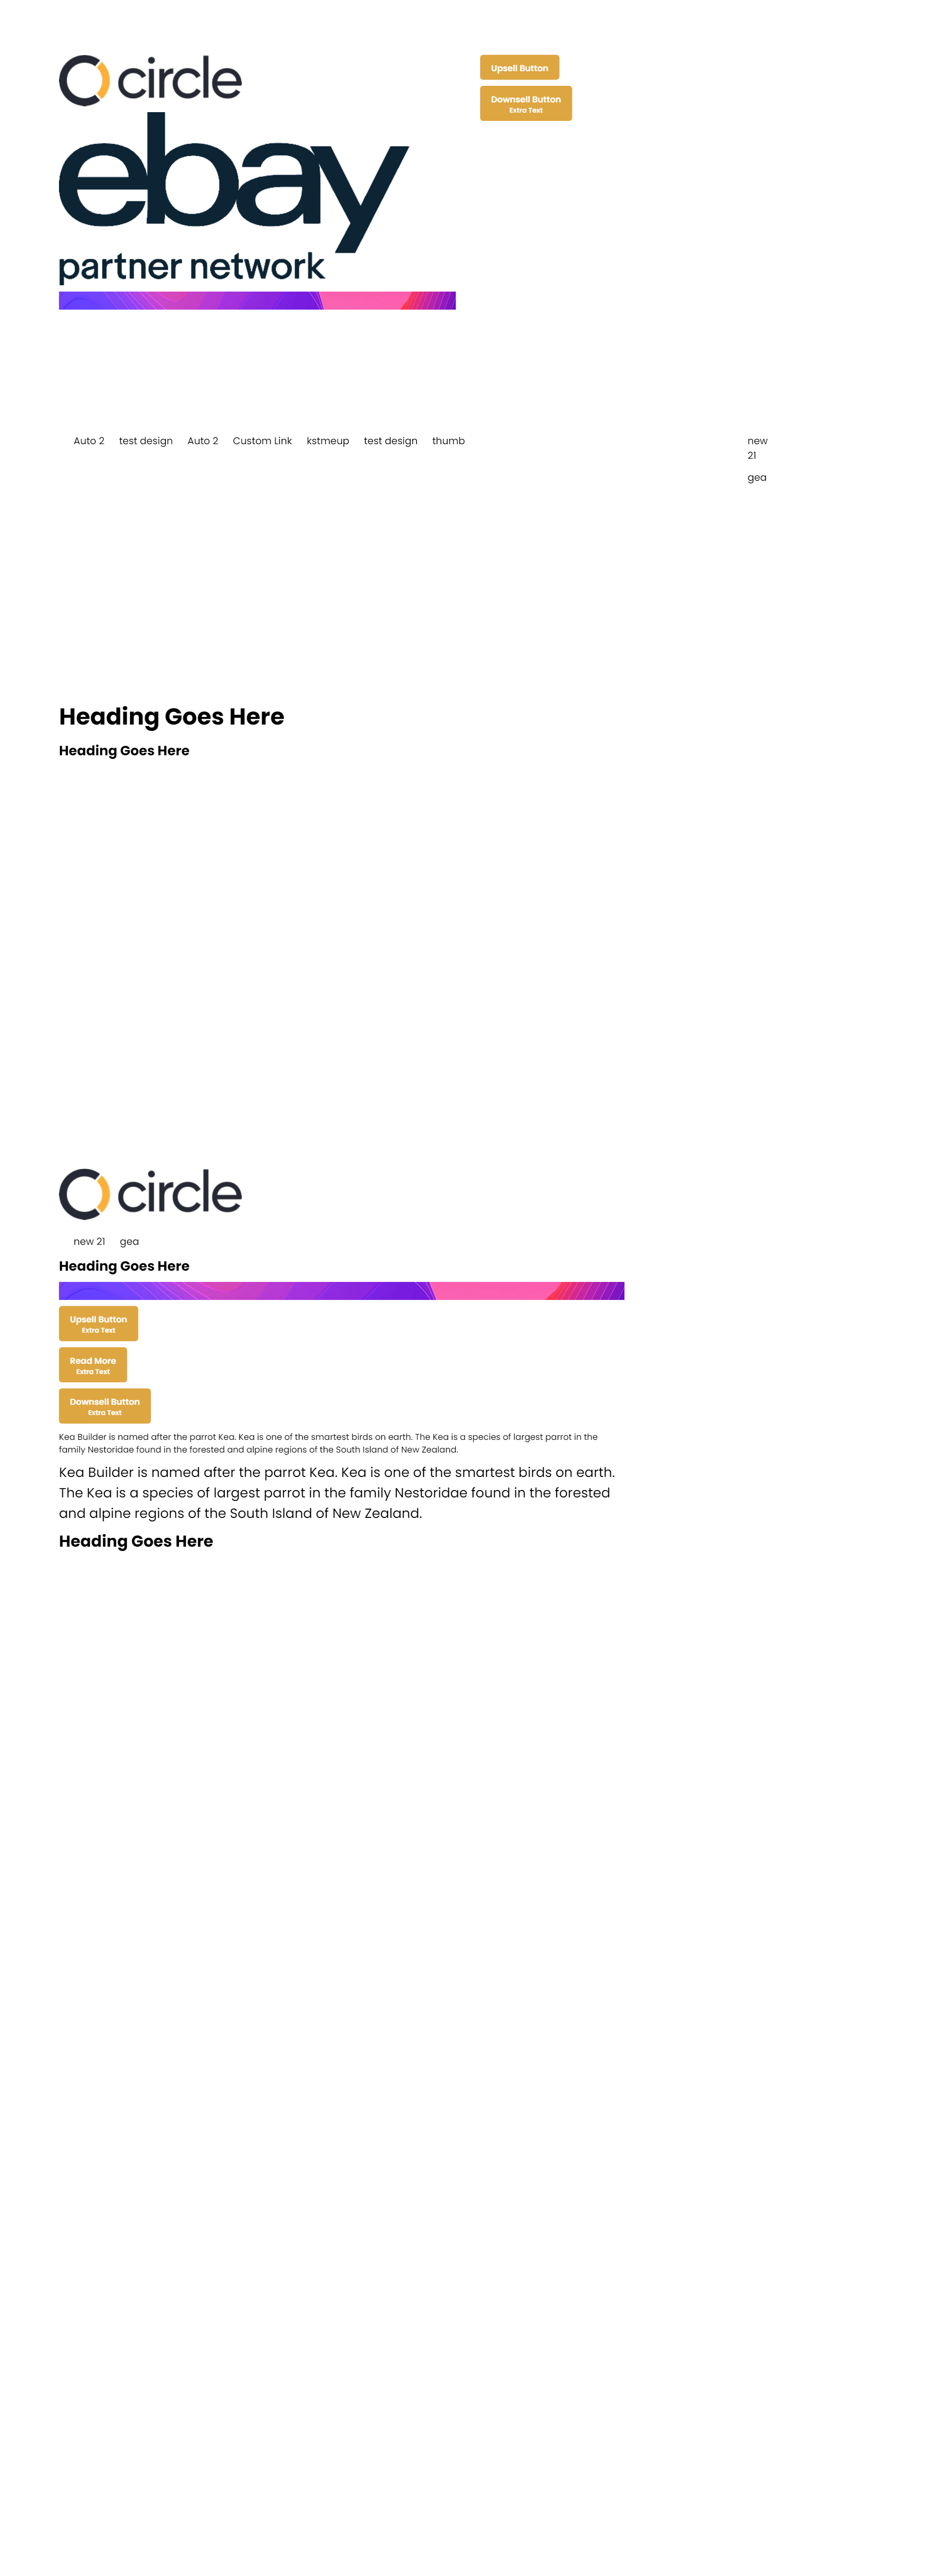 circle
Upsell Button
Downsell Button
Extra Text
ebay
partner network
Auto 2 test design Auto 2 Custom Link kstmeup test design thumb
new
21
gea
Heading Goes Here
Heading Goes Here
circle
new 21 gea
Heading Goes Here
Upsell Button
Extra Text
Read More
Extra Text
Downsell Button
Extra Text
Kea Builder is named after the parrot Kea. Kea is one of the smartest birds on earth. The Kea is a species of largest parrot in the
family Nestoridae found in the forested and alpine regions of the South Island of New Zealand.
Kea Builder is named after the parrot Kea. Kea is one of the smartest birds on earth.
The Kea is a species of largest parrot in the family Nestoridae found in the forested
and alpine regions of the South Island of New Zealand.
Heading Goes Here